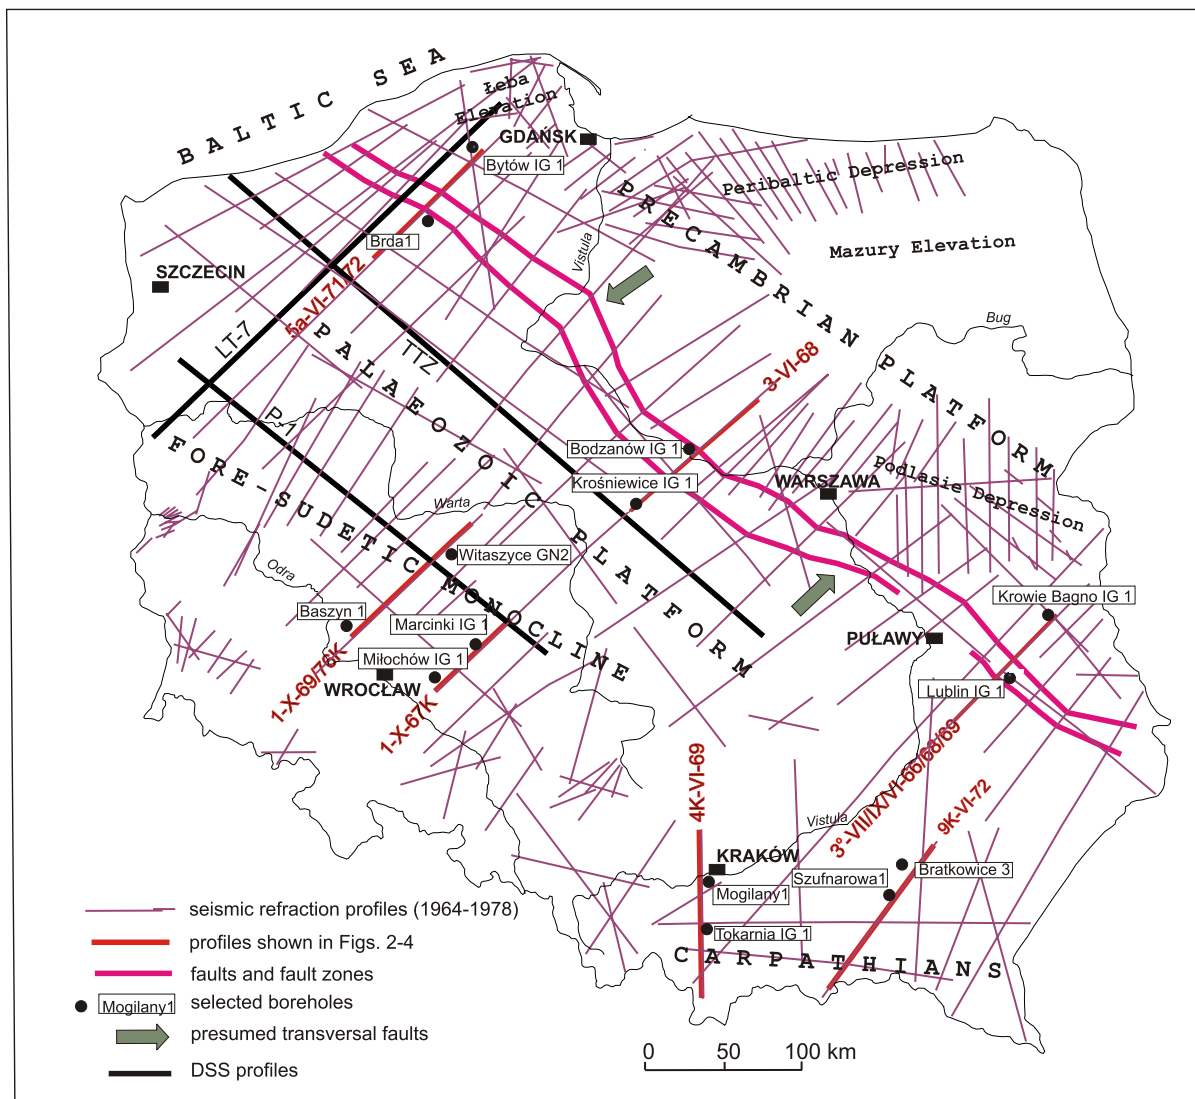 BALTIC SEA
Łeba
Elevation
GDAŃSK
Bytów IG 1
Peribaltic Depression
PRECAMBRIAN PLATFORM
Mazury Elevation
Brda1
Vistula
SZCZECIN
5a-VI-71/72
LT-7
TTZ
Bug
PALAEOZOIC PLATFORM
3-VI-68
P-1
FORE-SUDETIC MONOCLINE
Bodzanów IG 1
Krośniewice IG 1
WARSZAWA
Podlasie Depression
Warta
Witaszyce GN2
Odra
Baszyn 1
Marcinki IG 1
Krowie Bagno IG 1
PUŁAWY
Miłochów IG 1
WROCŁAW
Lublin IG 1
1-X-69/76K
1-X-67K
4K-VI-69
3°-VII/IX/VI-66/68/69
9K-VI-72
Vistula
KRAKÓW
Szufnarowa1
Bratkowice 3
Mogilany1
Tokarnia IG 1
CARPATHIANS
seismic refraction profiles (1964-1978)
profiles shown in Figs. 2-4
faults and fault zones
Mogilany1 selected boreholes
presumed transversal faults
DSS profiles
0 50 100 km